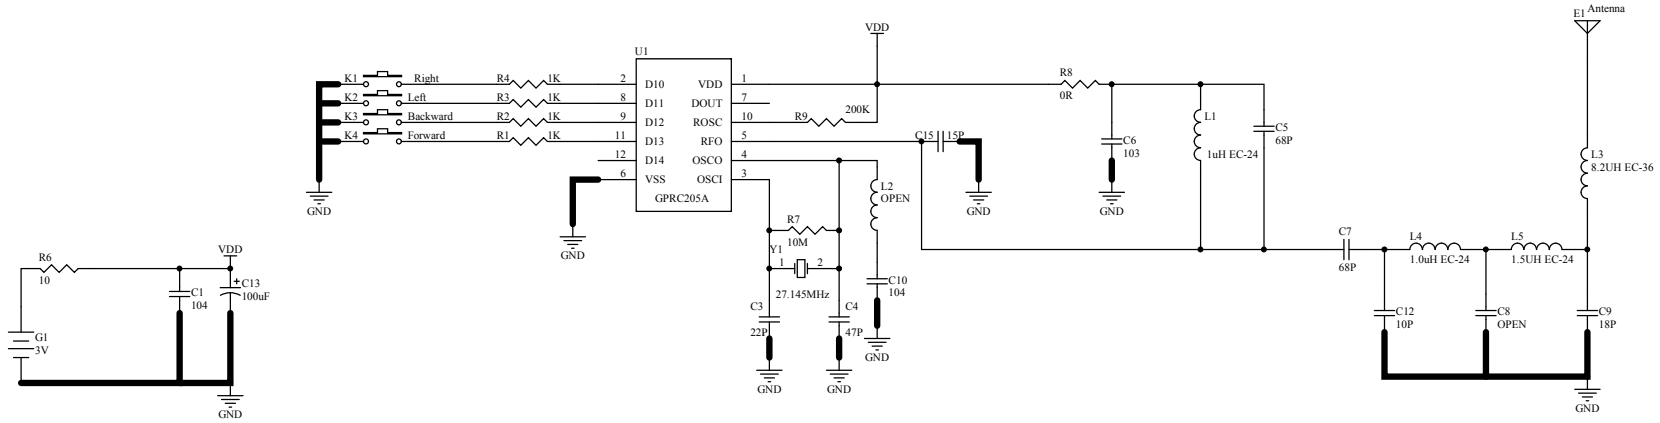 E1 Antenna
VDD
U1
K1 Right R4 1K 2 D10 VDD 1
K2 Left R3 1K 8 D11 DOUT 7
K3 Backward R2 1K 9 D12 ROSC 10 R9 200K
K4 Forward R1 1K 11 D13 RFO 5 C15 15P
12 D14 OSCO 4
6 VSS OSCI 3
GPRC205A
R8
0R
C6
103
L1
1uH EC-24
C5
68P
L3
8.2UH EC-36
GND
GND
GND
GND
L2
OPEN
R7
10M
Y1
1 2
27.145MHz
C10
104
C3
22P
C4
47P
GND
GND
GND
C7
68P
L4
1.0uH EC-24
L5
1.5UH EC-24
C12
10P
C8
OPEN
C9
18P
GND
VDD
R6
10
C1
104
+ C13
100uF
G1
3V
GND